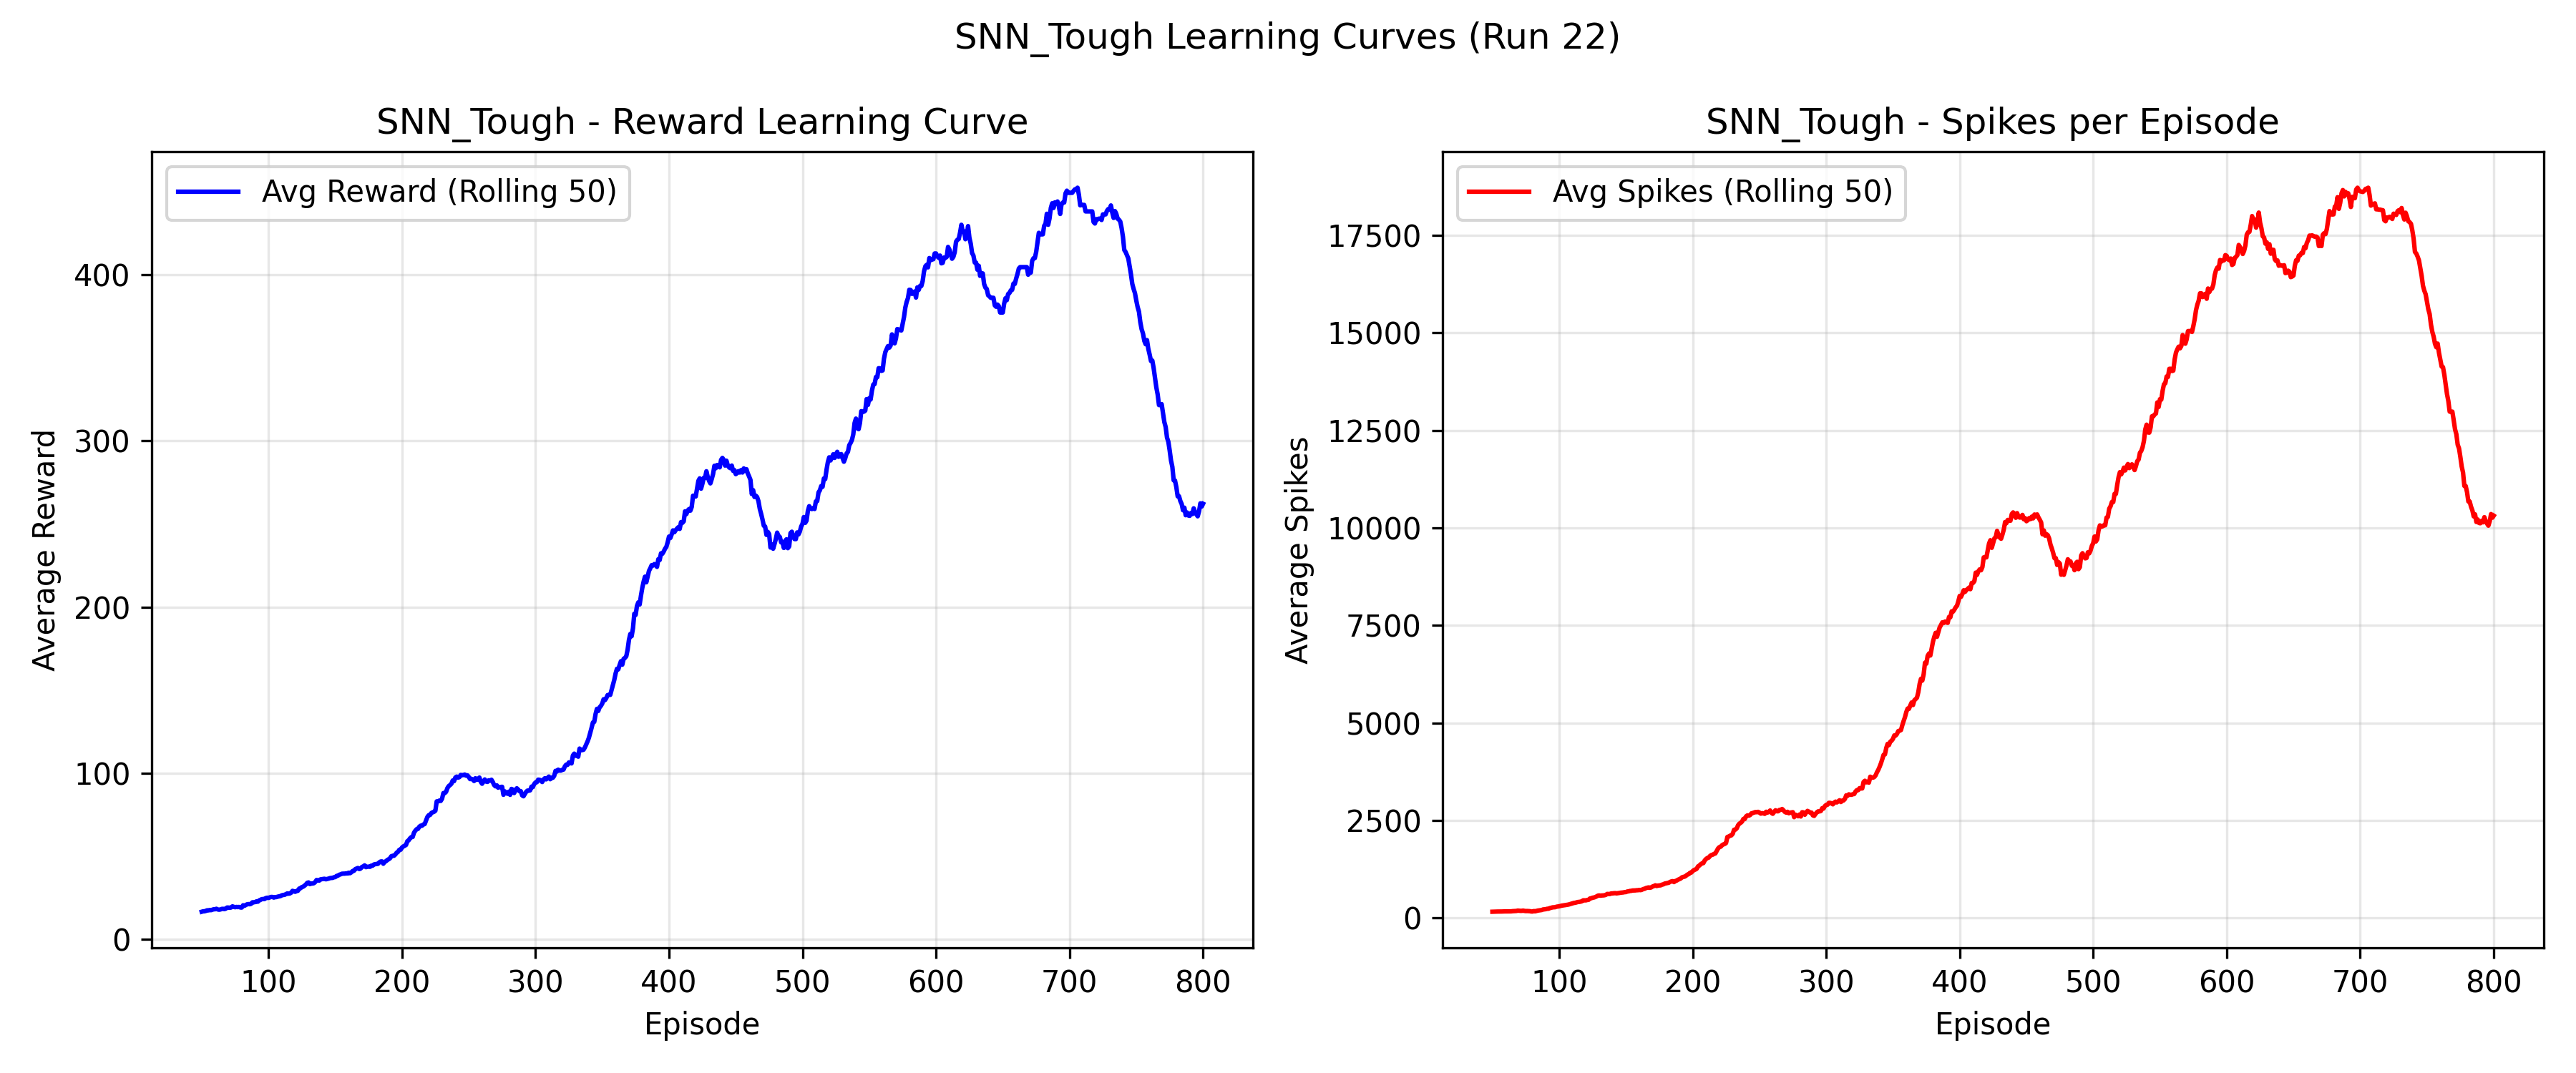 SNN_Tough Learning Curves (Run 22)
SNN_Tough - Reward Learning Curve
Avg Reward (Rolling 50)
Average Reward
400
300
200
100
0
100 200 300 400 500 600 700 800
Episode
SNN_Tough - Spikes per Episode
Avg Spikes (Rolling 50)
Average Spikes
17500
15000
12500
10000
7500
5000
2500
0
100 200 300 400 500 600 700 800
Episode